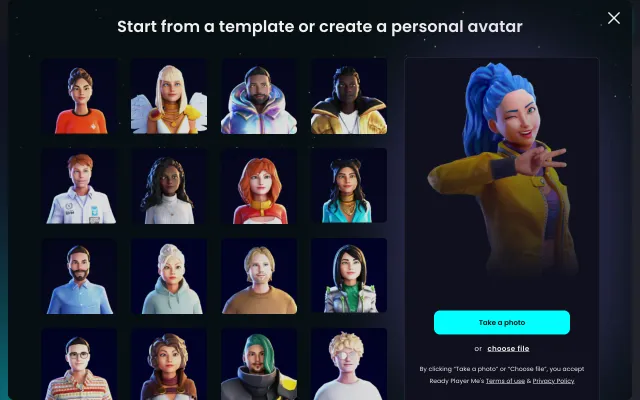 Start from a template or create a personal avatar
Take a photo
or choose file
By clicking “Take a photo” or “Choose file”, you accept
Ready Player Me's Terms of use & Privacy Policy